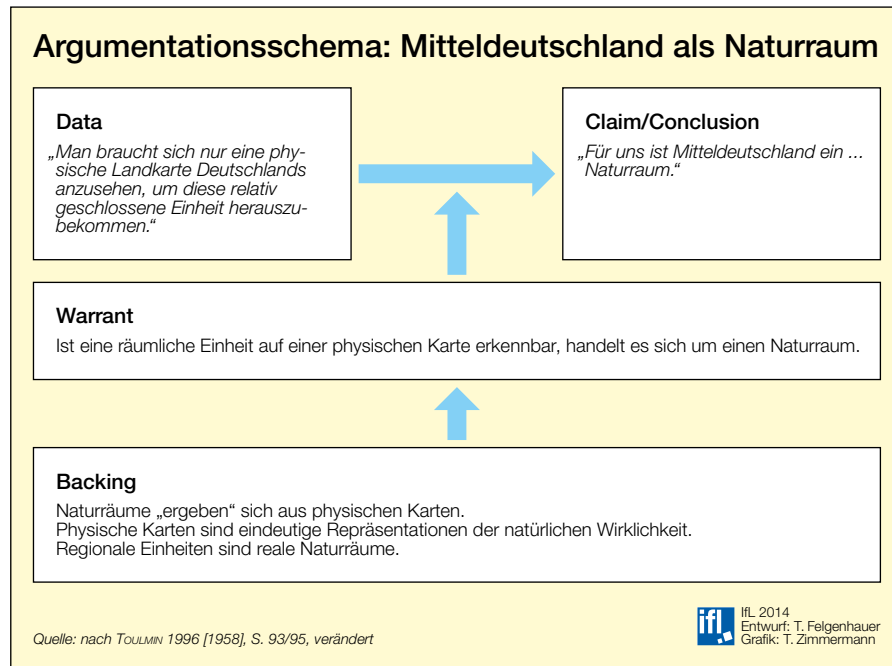 Argumentationsschema: Mitteldeutschland als Naturraum
Data
„Man braucht sich nur eine phy-
sische Landkarte Deutschlands
anzusehen, um diese relativ
geschlossene Einheit herauszu-
bekommen.“
Claim/Conclusion
„Für uns ist Mitteldeutschland ein ...
Naturraum.“
Warrant
Ist eine räumliche Einheit auf einer physischen Karte erkennbar, handelt es sich um einen Naturraum.
Backing
Naturräume „ergeben“ sich aus physischen Karten.
Physische Karten sind eindeutige Repräsentationen der natürlichen Wirklichkeit.
Regionale Einheiten sind reale Naturräume.
Quelle: nach TOULMIN 1996 [1958], S. 93/95, verändert
ifl
IfL 2014
Entwurf: T. Felgenhauer
Grafik: T. Zimmermann